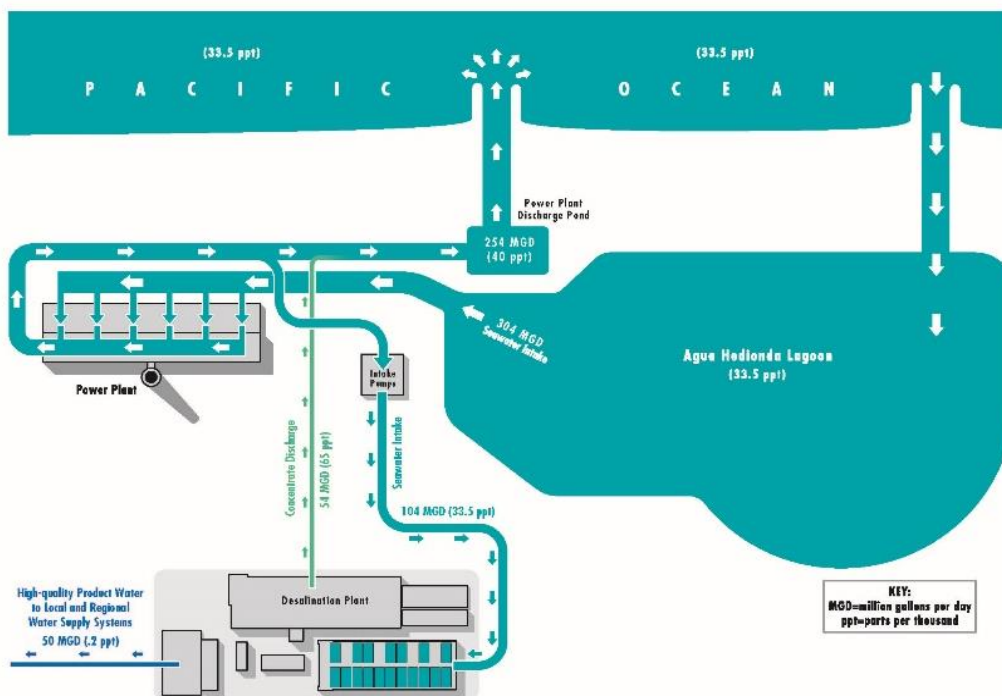 (33.5 ppt)
(33.5 ppt)
PACIFIC OCEAN
Power Plant
Discharge Pond
254 MGD
(40 ppt)
304 MGD
Seawater Intake
Agua Hedionda Lagoon
(33.5 ppt)
Power Plant
Intake
Pumps
Concentrate Discharge
54 MGD (65 ppt)
Seawater Intake
104 MGD (33.5 ppt)
Desalination Plant
High-quality Product Water
to Local and Regional
Water Supply Systems
50 MGD (.2 ppt)
KEY:
MGD=million gallons per day
ppt=parts per thousand